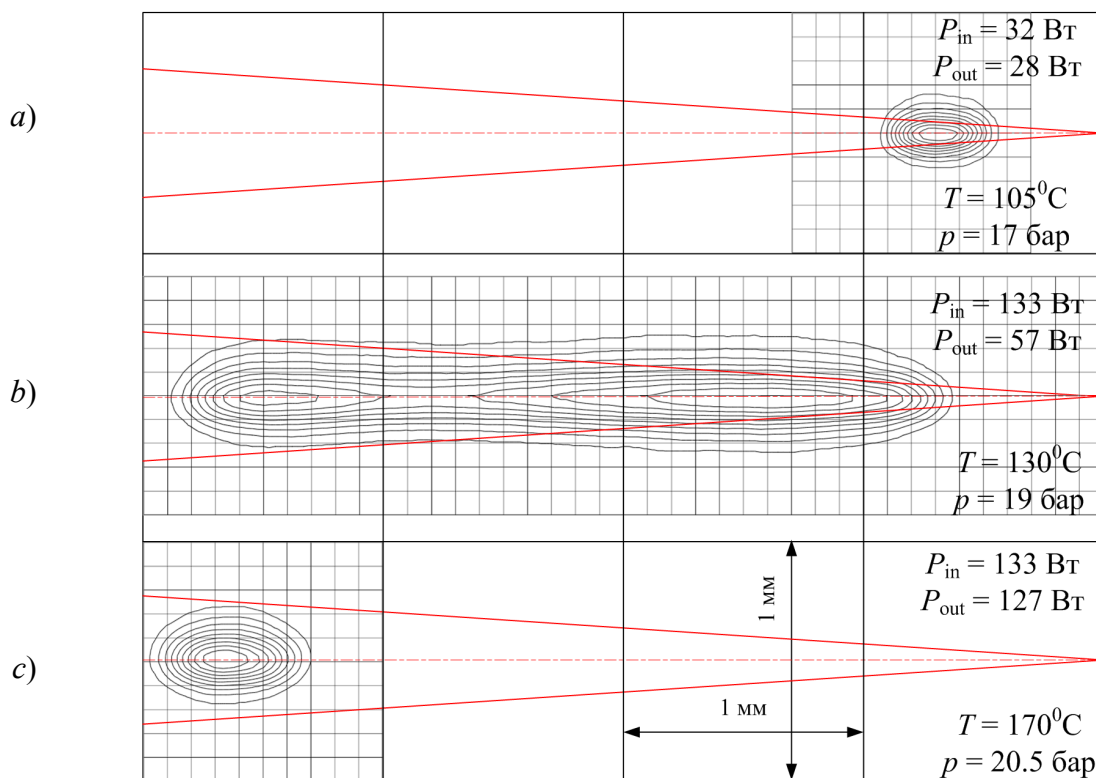 a)
P_in = 32 Вт
P_out = 28 Вт
T = 105⁰C
p = 17 бар
b)
P_in = 133 Вт
P_out = 57 Вт
T = 130⁰C
p = 19 бар
c)
P_in = 133 Вт
P_out = 127 Вт
1 мм
1 мм
T = 170⁰C
p = 20.5 бар